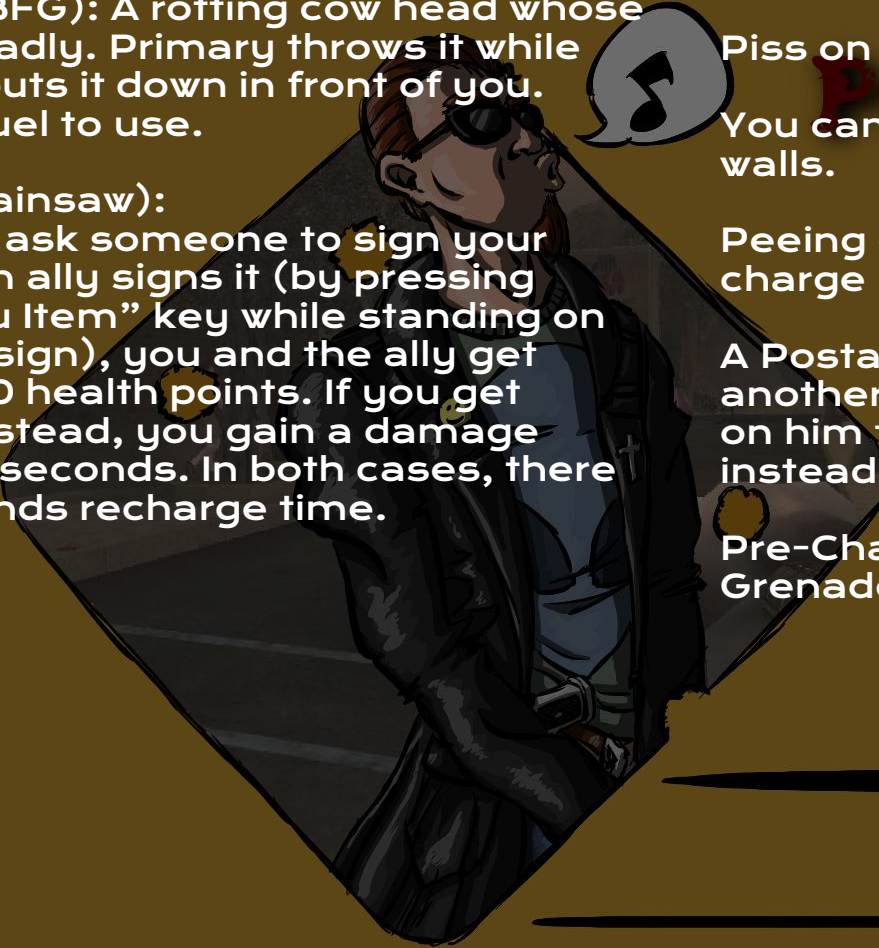 BFG): A rotting cow head whose
adly. Primary throws it while
outs it down in front of you.
uel to use.
ainsaw):
ask someone to sign your
n ally signs it (by pressing
u Item” key while standing on
sign), you and the ally get
0 health points. If you get
stead, you gain a damage
seconds. In both cases, there
nds recharge time.
Piss on
P
You can
walls.
Peeing
charge
A Posta
another
on him
instead
Pre-Cha
Grenade